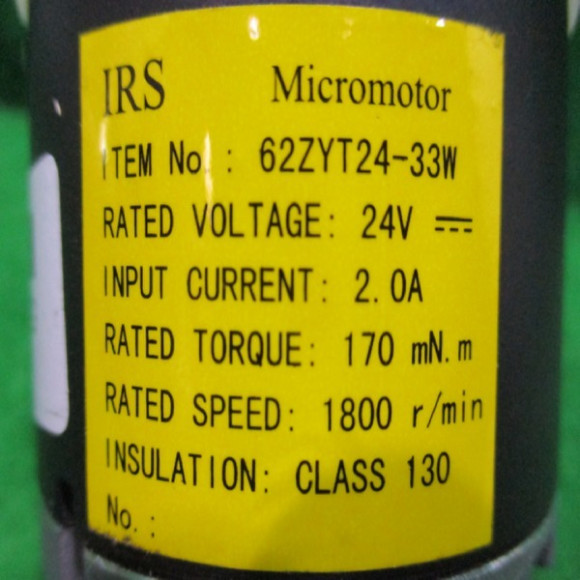 IRS Micromotor
ITEM No.: 62ZYT24-33W
RATED VOLTAGE: 24V ⎓
INPUT CURRENT: 2.0A
RATED TORQUE: 170 mN.m
RATED SPEED: 1800 r/min
INSULATION: CLASS 130
No.: